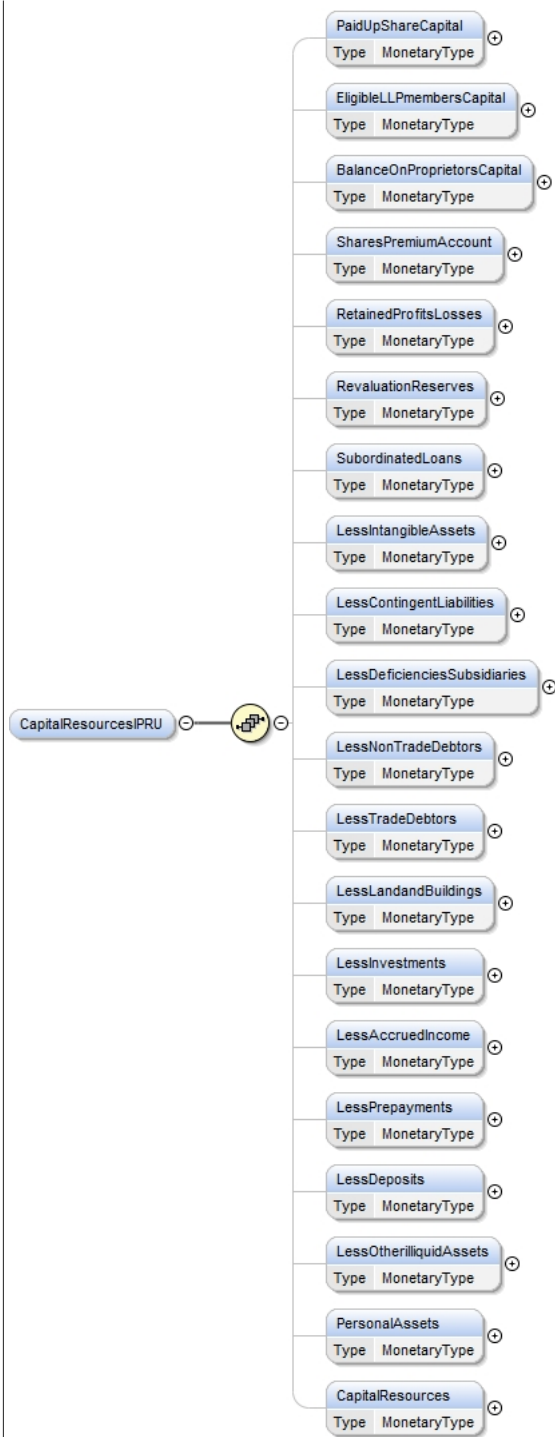 PaidUpShareCapital
Type MonetaryType
EligibleLLPmembersCapital
Type MonetaryType
BalanceOnProprietorsCapital
Type MonetaryType
SharesPremiumAccount
Type MonetaryType
RetainedProfitsLosses
Type MonetaryType
RevaluationReserves
Type MonetaryType
SubordinatedLoans
Type MonetaryType
LessIntangibleAssets
Type MonetaryType
LessContingentLiabilities
Type MonetaryType
LessDeficienciesSubsidiaries
Type MonetaryType
CapitalResourcesIPRU
LessNonTradeDebtors
Type MonetaryType
LessTradeDebtors
Type MonetaryType
LessLandandBuildings
Type MonetaryType
LessInvestments
Type MonetaryType
LessAccruedIncome
Type MonetaryType
LessPrepayments
Type MonetaryType
LessDeposits
Type MonetaryType
LessOtherilliquidAssets
Type MonetaryType
PersonalAssets
Type MonetaryType
CapitalResources
Type MonetaryType